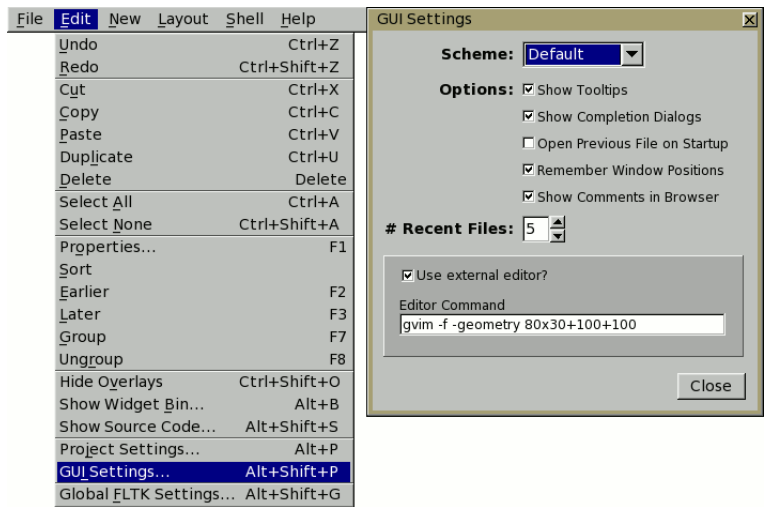 File Edit New Layout Shell Help
Undo Ctrl+Z
Redo Ctrl+Shift+Z
Cut Ctrl+X
Copy Ctrl+C
Paste Ctrl+V
Duplicate Ctrl+U
Delete Delete
Select All Ctrl+A
Select None Ctrl+Shift+A
Properties... F1
Sort
Earlier F2
Later F3
Group F7
Ungroup F8
Hide Overlays Ctrl+Shift+O
Show Widget Bin... Alt+B
Show Source Code... Alt+Shift+S
Project Settings... Alt+P
GUI Settings... Alt+Shift+P
Global FLTK Settings... Alt+Shift+G
GUI Settings
Scheme: Default
Options: Show Tooltips
Show Completion Dialogs
Open Previous File on Startup
Remember Window Positions
Show Comments in Browser
# Recent Files: 5
Use external editor?
Editor Command
gvim -f -geometry 80x30+100+100
Close